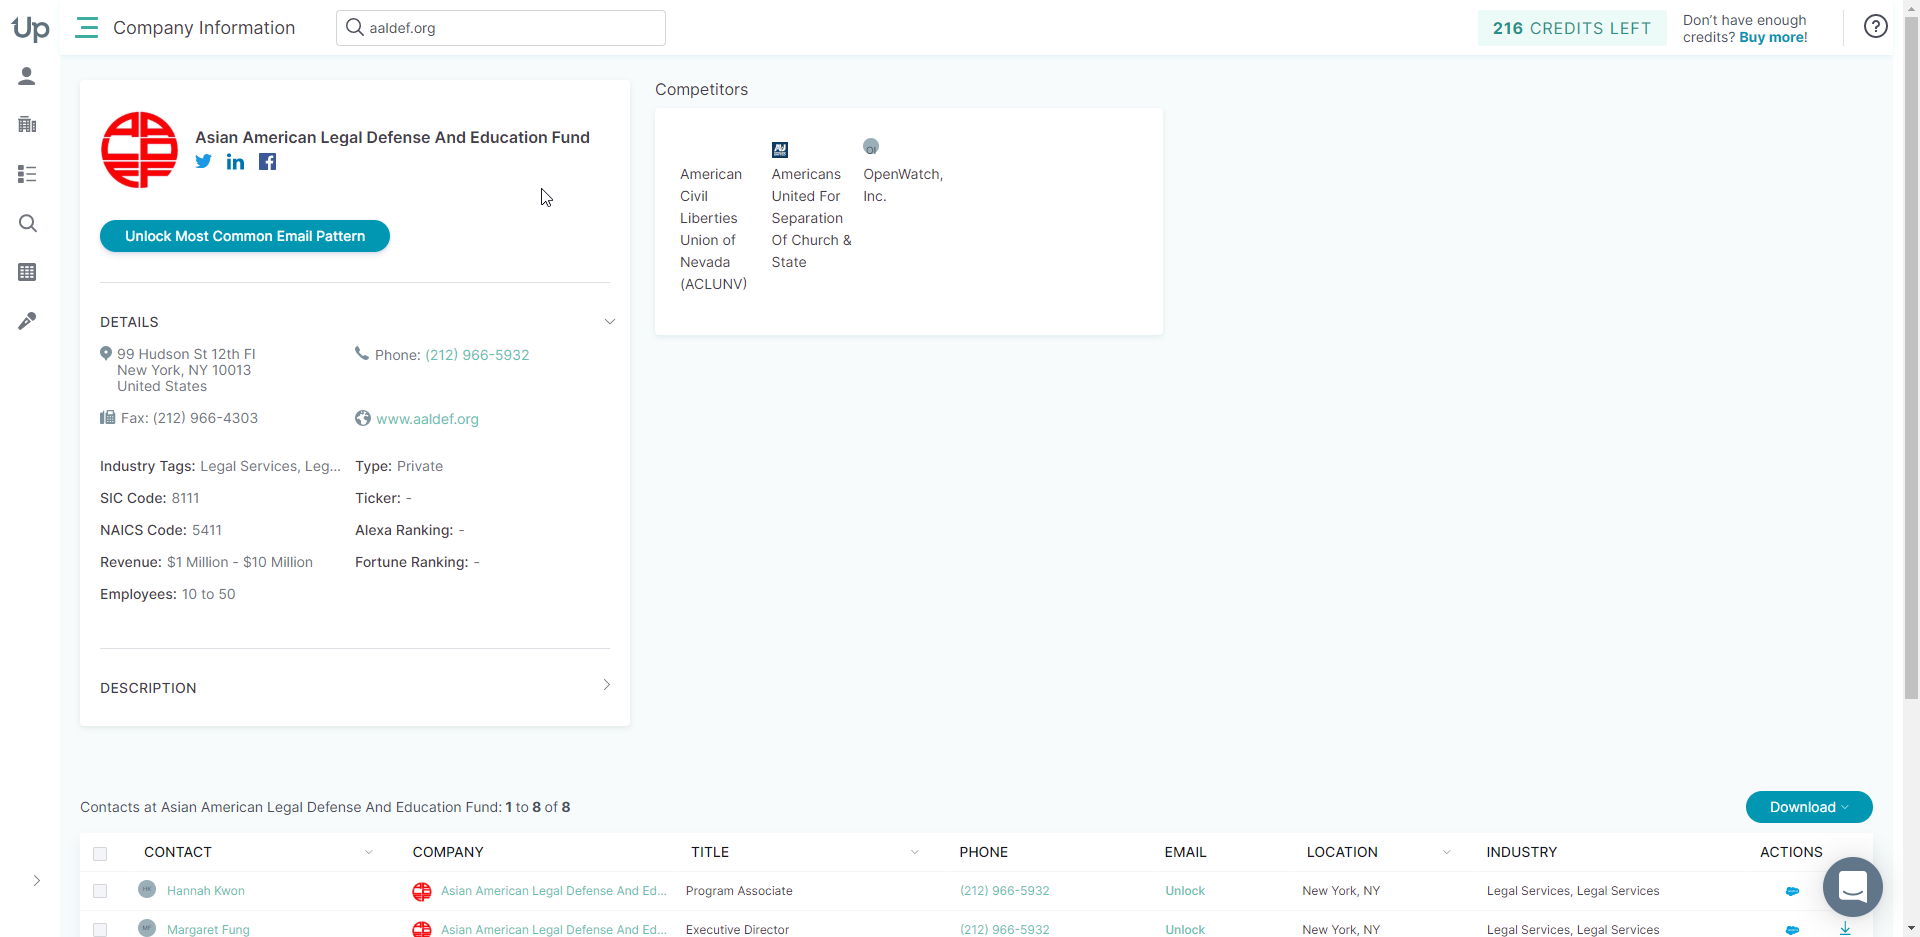 Up
Company Information
aaldef.org
216 CREDITS LEFT
Don't have enough
credits? Buy more!
Asian American Legal Defense And Education Fund
Unlock Most Common Email Pattern
DETAILS
99 Hudson St 12th Fl
New York, NY 10013
United States
Phone: (212) 966-5932
Fax: (212) 966-4303
www.aaldef.org
Industry Tags: Legal Services, Leg...
Type: Private
SIC Code: 8111
Ticker: -
NAICS Code: 5411
Alexa Ranking: -
Revenue: $1 Million - $10 Million
Fortune Ranking: -
Employees: 10 to 50
DESCRIPTION
Competitors
American
Civil
Liberties
Union of
Nevada
(ACLUNV)
Americans
United For
Separation
Of Church &
State
OI
OpenWatch,
Inc.
Contacts at Asian American Legal Defense And Education Fund: 1 to 8 of 8
Download
CONTACT COMPANY TITLE PHONE EMAIL LOCATION INDUSTRY ACTIONS
HK Hannah Kwon Asian American Legal Defense And Ed... Program Associate (212) 966-5932 Unlock New York, NY Legal Services, Legal Services
MF Margaret Fung Asian American Legal Defense And Ed... Executive Director (212) 966-5932 Unlock New York, NY Legal Services, Legal Services